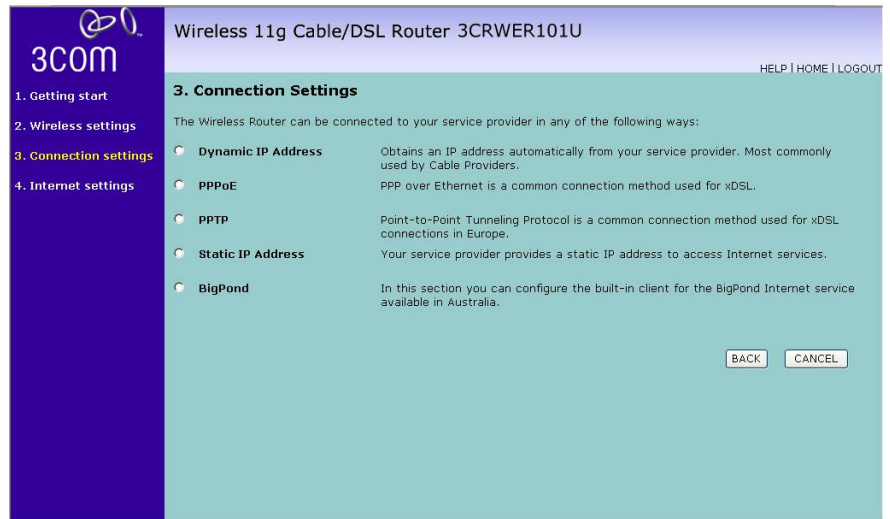 3COM
Wireless 11g Cable/DSL Router 3CRWER101U
HELP | HOME | LOGOUT
1. Getting start
2. Wireless settings
3. Connection settings
4. Internet settings
3. Connection Settings
The Wireless Router can be connected to your service provider in any of the following ways:
Dynamic IP Address
Obtains an IP address automatically from your service provider. Most commonly
used by Cable Providers.
PPPoE
PPP over Ethernet is a common connection method used for xDSL.
PPTP
Point-to-Point Tunneling Protocol is a common connection method used for xDSL
connections in Europe.
Static IP Address
Your service provider provides a static IP address to access Internet services.
BigPond
In this section you can configure the built-in client for the BigPond Internet service
available in Australia.
BACK
CANCEL